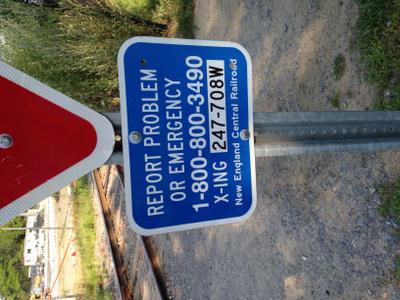 REPORT PROBLEM
OR EMERGENCY
1-800-800-3490
X-ING 247-708W
New England Central Railroad